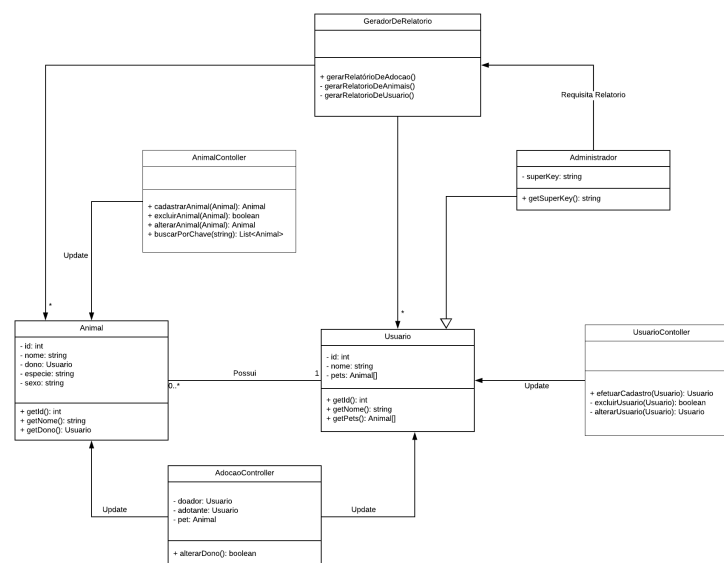 GeradorDeRelatorio
+ gerarRelatórioDeAdocao()
- gerarRelatorioDeAnimais()
- gerarRelatorioDeUsuario()
Requisita Relatorio
AnimalContoller
+ cadastrarAnimal(Animal): Animal
+ excluirAnimal(Animal): boolean
+ alterarAnimal(Animal): Animal
+ buscarPorChave(string): List<Animal>
Administrador
- superKey: string
+ getSuperKey(): string
Update
*
*
Animal
- id: int
- nome: string
- dono: Usuario
- especie: string
- sexo: string
+ getId(): int
+ getNome(): string
+ getDono(): Usuario
Possui
0..*
1
Usuario
- id: int
- nome: string
- pets: Animal[]
+ getId(): int
+ getNome(): string
+ getPets(): Animal[]
Update
UsuarioContoller
+ efetuarCadastro(Usuario): Usuario
- excluirUsuario(Usuario): boolean
- alterarUsuario(Usuario): Usuario
AdocaoController
- doador: Usuario
- adotante: Usuario
- pet: Animal
+ alterarDono(): boolean
Update
Update